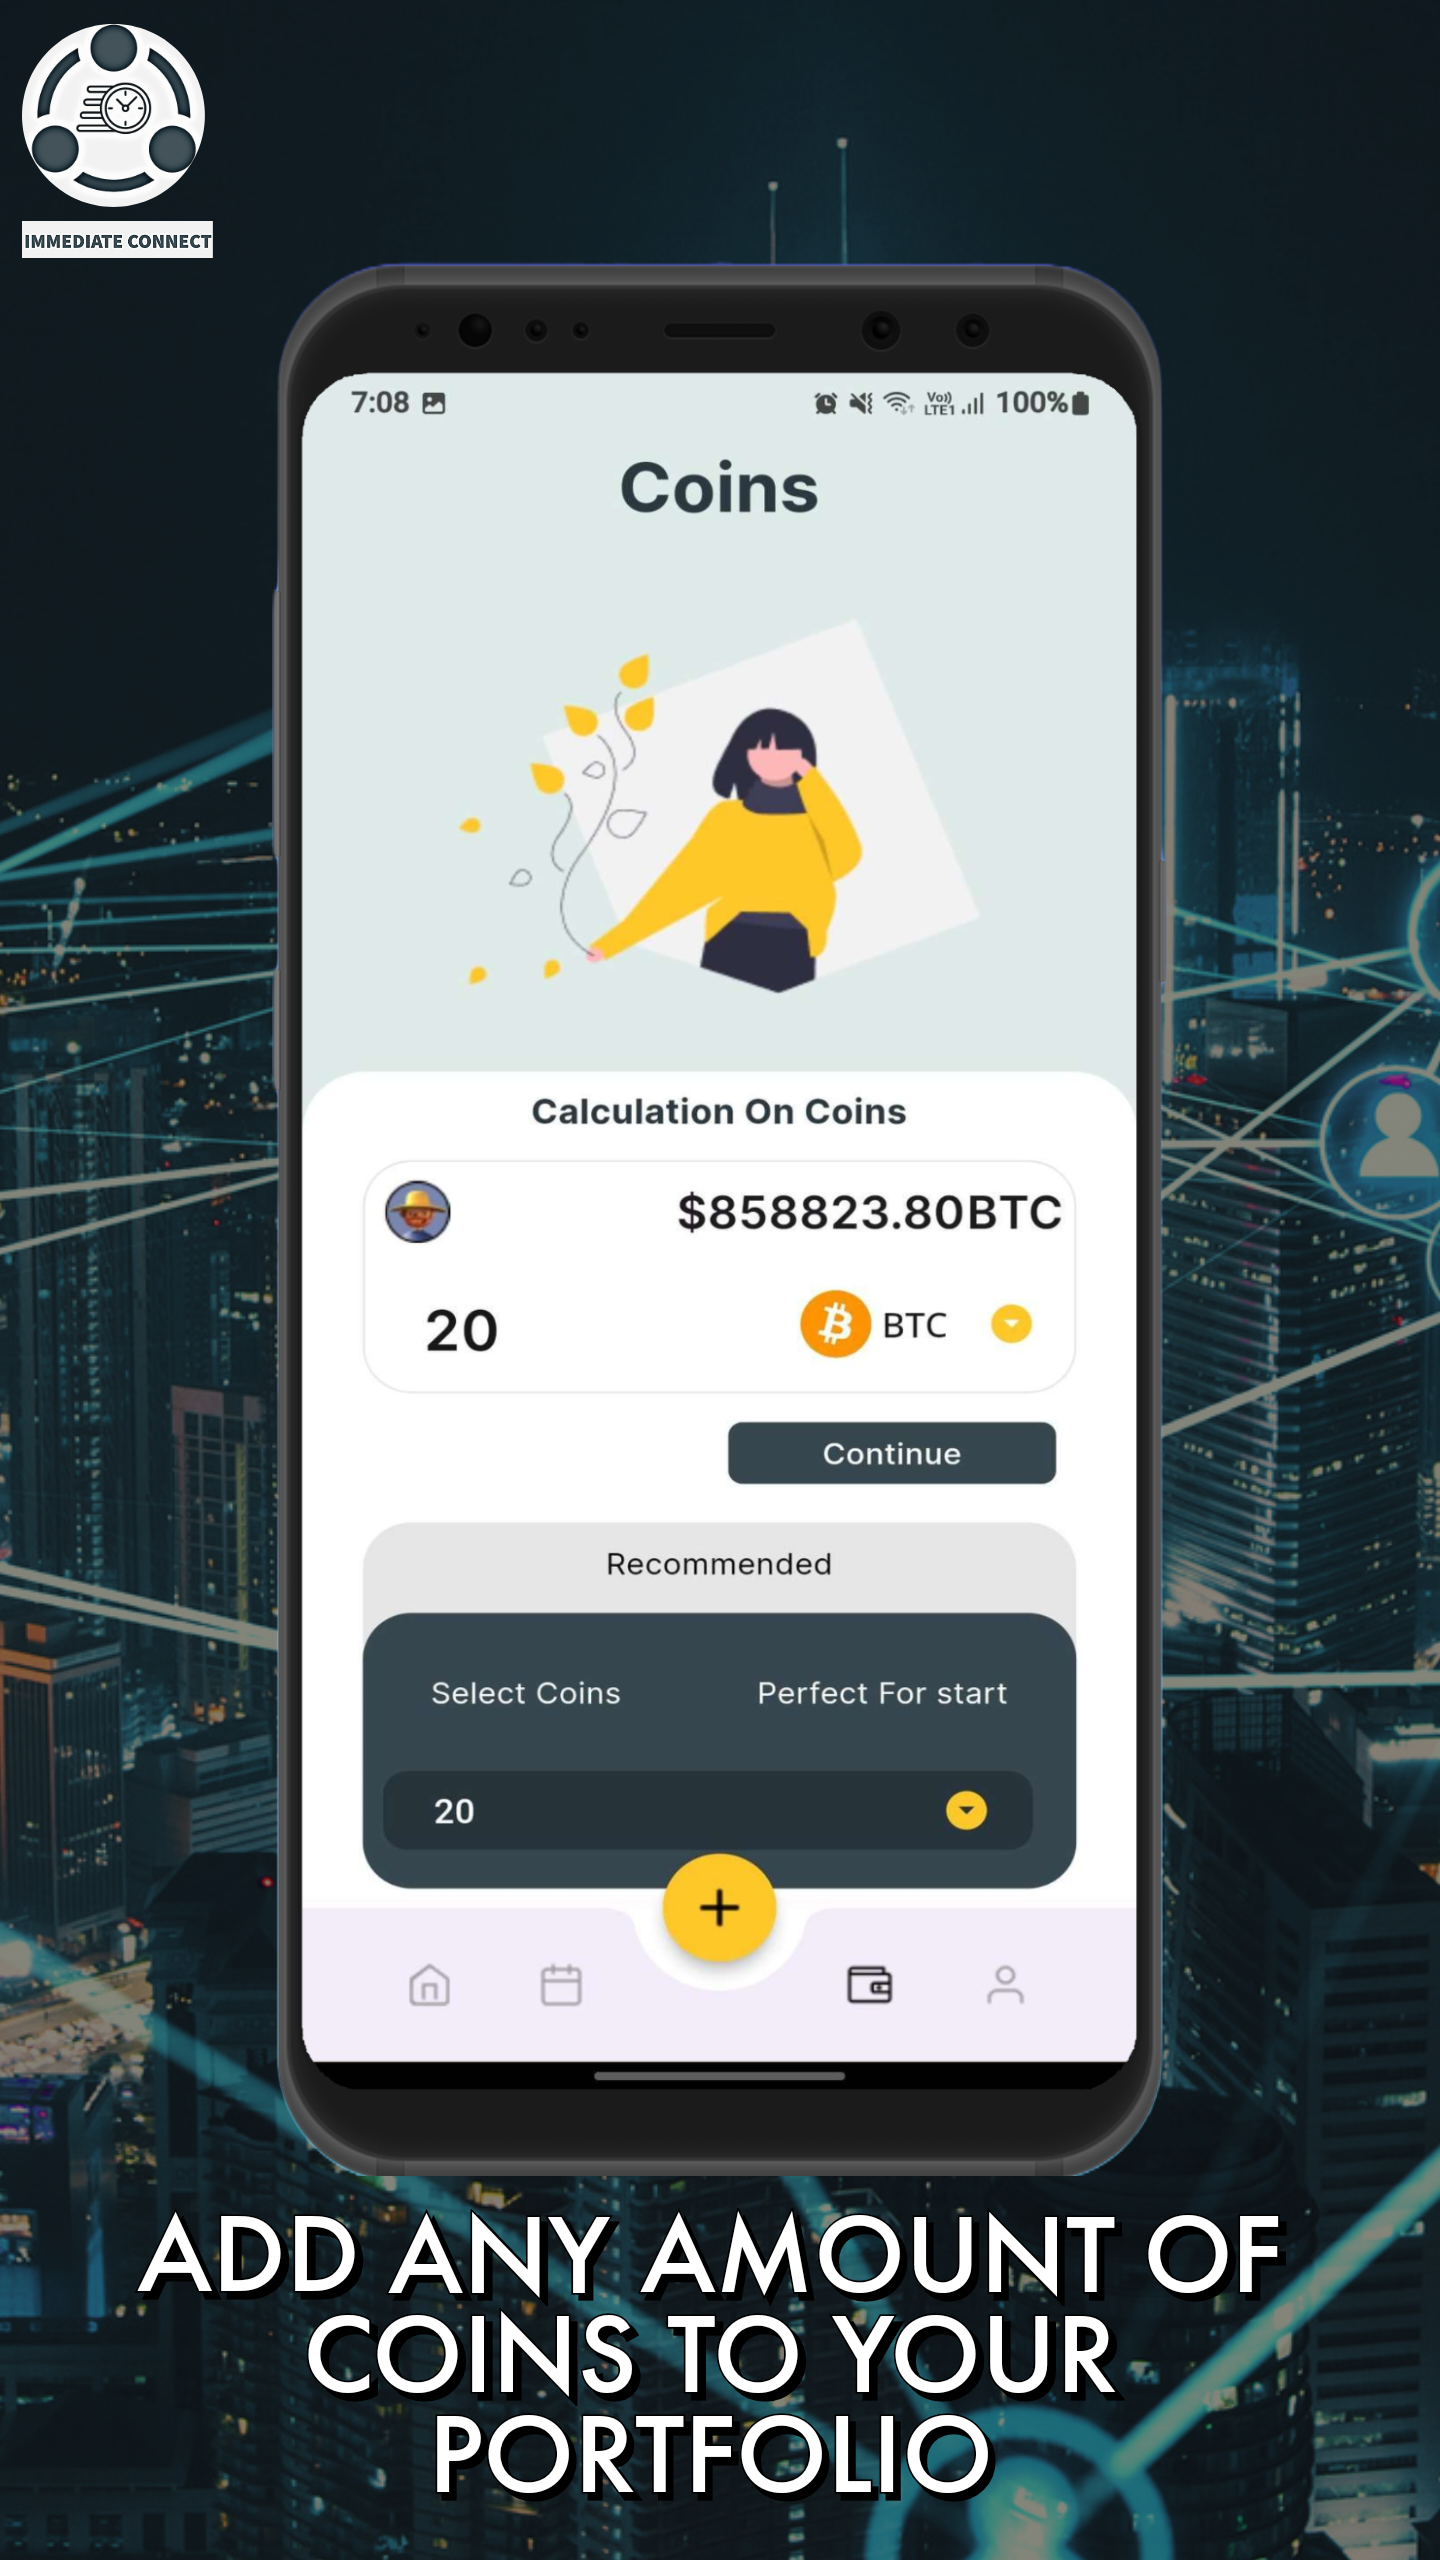 IMMEDIATE CONNECT
7:08
Vo))
LTE1
100%
Coins
Calculation On Coins
$858823.80BTC
20
BTC
Continue
Recommended
Select Coins
Perfect For start
20
ADD ANY AMOUNT OF
COINS TO YOUR
PORTFOLIO